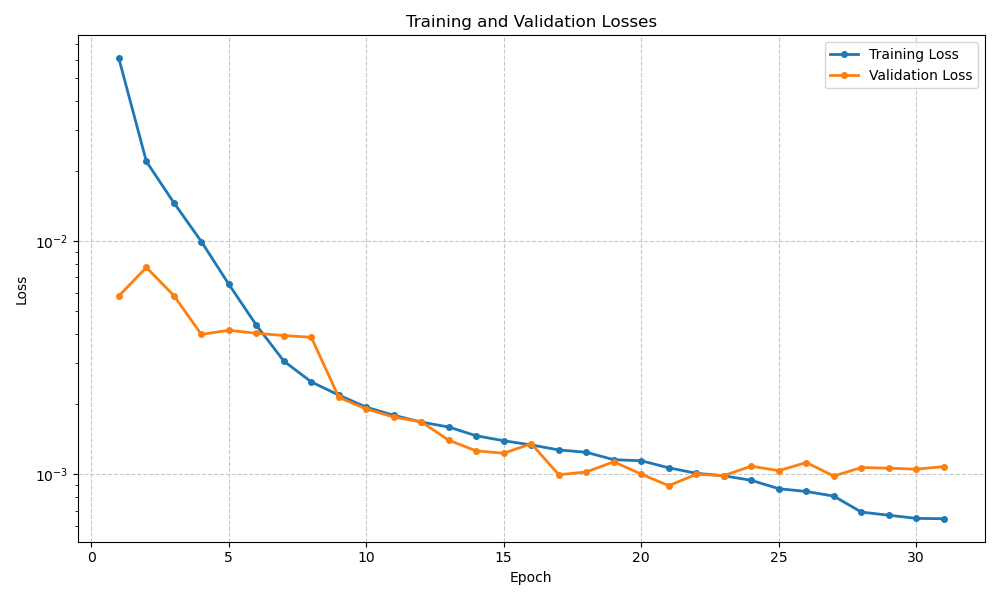 Training and Validation Losses
Training Loss
Validation Loss
10⁻²
10⁻³
Loss
0 5 10 15 20 25 30
Epoch